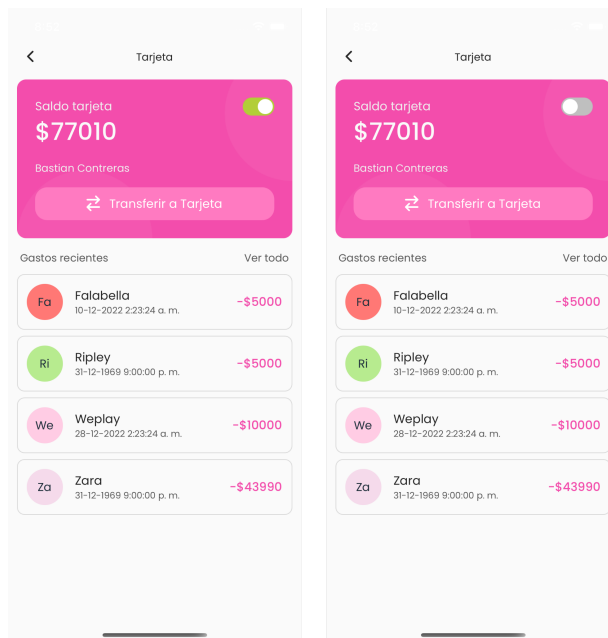 Tarjeta
Saldo tarjeta
$77010
Bastian Contreras
Transferir a Tarjeta
Gastos recientes Ver todo
Fa Falabella -$5000
10-12-2022 2:23:24 a. m.
Ri Ripley -$5000
31-12-1969 9:00:00 p. m.
We Weplay -$10000
28-12-2022 2:23:24 a. m.
Za Zara -$43990
31-12-1969 9:00:00 p. m.
Tarjeta
Saldo tarjeta
$77010
Bastian Contreras
Transferir a Tarjeta
Gastos recientes Ver todo
Fa Falabella -$5000
10-12-2022 2:23:24 a. m.
Ri Ripley -$5000
31-12-1969 9:00:00 p. m.
We Weplay -$10000
28-12-2022 2:23:24 a. m.
Za Zara -$43990
31-12-1969 9:00:00 p. m.